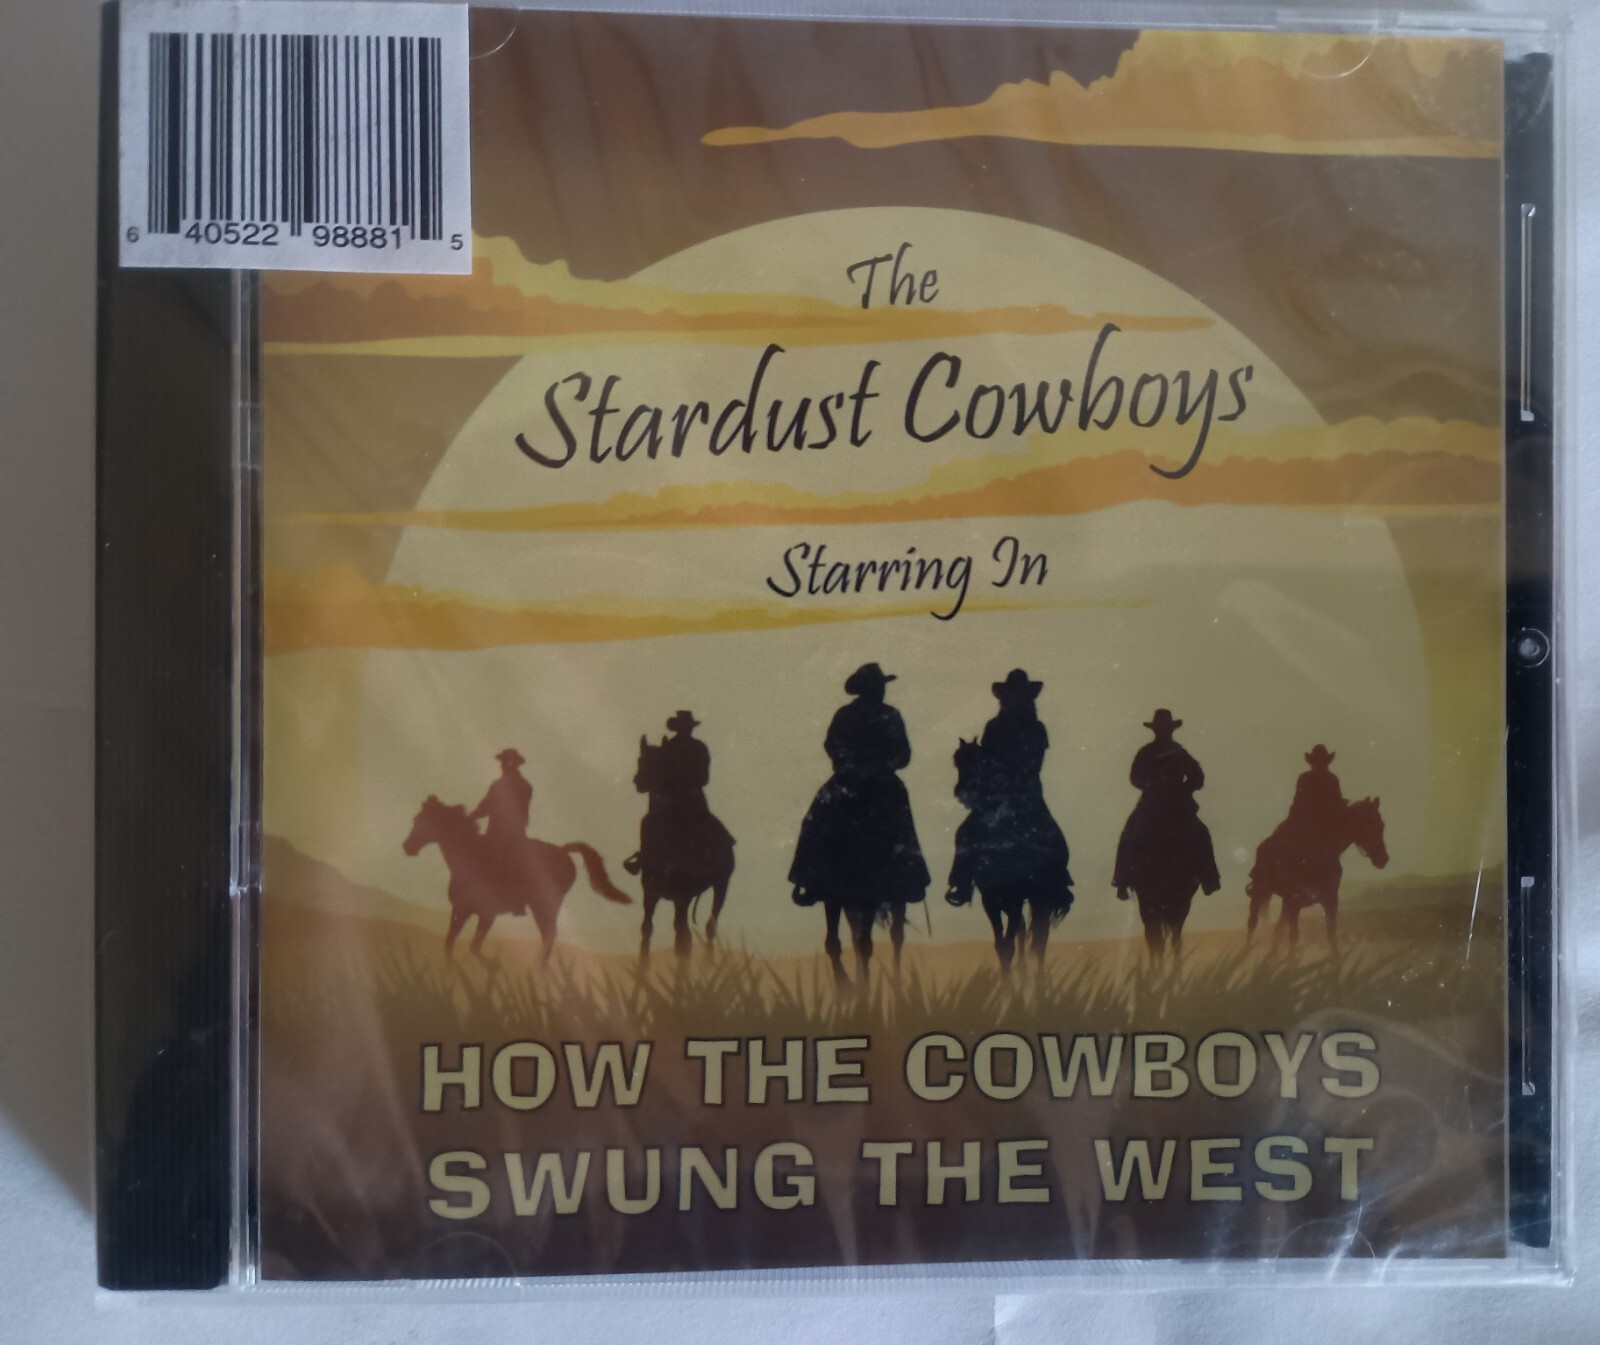 6 40522 98881 5
The
Stardust Cowboys
Starring In
HOW THE COWBOYS
SWUNG THE WEST